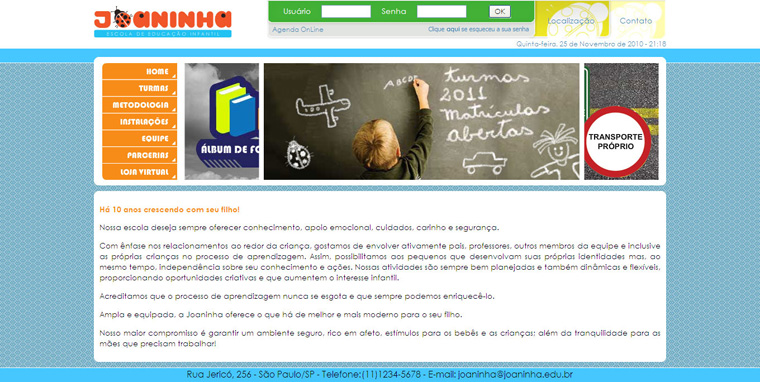 JOANINHA
ESCOLA DE EDUCAÇÃO INFANTIL
Usuário Senha OK
Agenda OnLine Clique aqui se esqueceu a sua senha
Localização Contato
Quinta-feira, 25 de Novembro de 2010 - 21:18
HOME
TURMAS
METODOLOGIA
INSTALAÇÕES
EQUIPE
PARCERIAS
LOJA VIRTUAL
ÁLBUM DE FO
ABCDE
turmas
2011
matrículas
abertas
TRANSPORTE
PRÓPRIO
Há 10 anos crescendo com seu filho!
Nossa escola deseja sempre oferecer conhecimento, apoio emocional, cuidados, carinho e segurança.
Com ênfase nos relacionamentos ao redor da criança, gostamos de envolver ativamente pais, professores, outros membros da equipe e inclusive
as próprias crianças no processo de aprendizagem. Assim, possibilitamos aos pequenos que desenvolvam suas próprias identidades mas, ao
mesmo tempo, independência sobre seu conhecimento e ações. Nossas atividades são sempre bem planejadas e também dinâmicas e flexíveis,
proporcionando oportunidades criativas e que aumentem o interesse infantil.
Acreditamos que o processo de aprendizagem nunca se esgota e que sempre podemos enriquecê-lo.
Ampla e equipada, a Joaninha oferece o que há de melhor e mais moderno para o seu filho.
Nosso maior compromisso é garantir um ambiente seguro, rico em afeto, estímulos para os bebês e as crianças; além da tranquilidade para as
mães que precisam trabalhar!
Rua Jericó, 256 - São Paulo/SP - Telefone:(11)1234-5678 - E-mail: joaninha@joaninha.edu.br